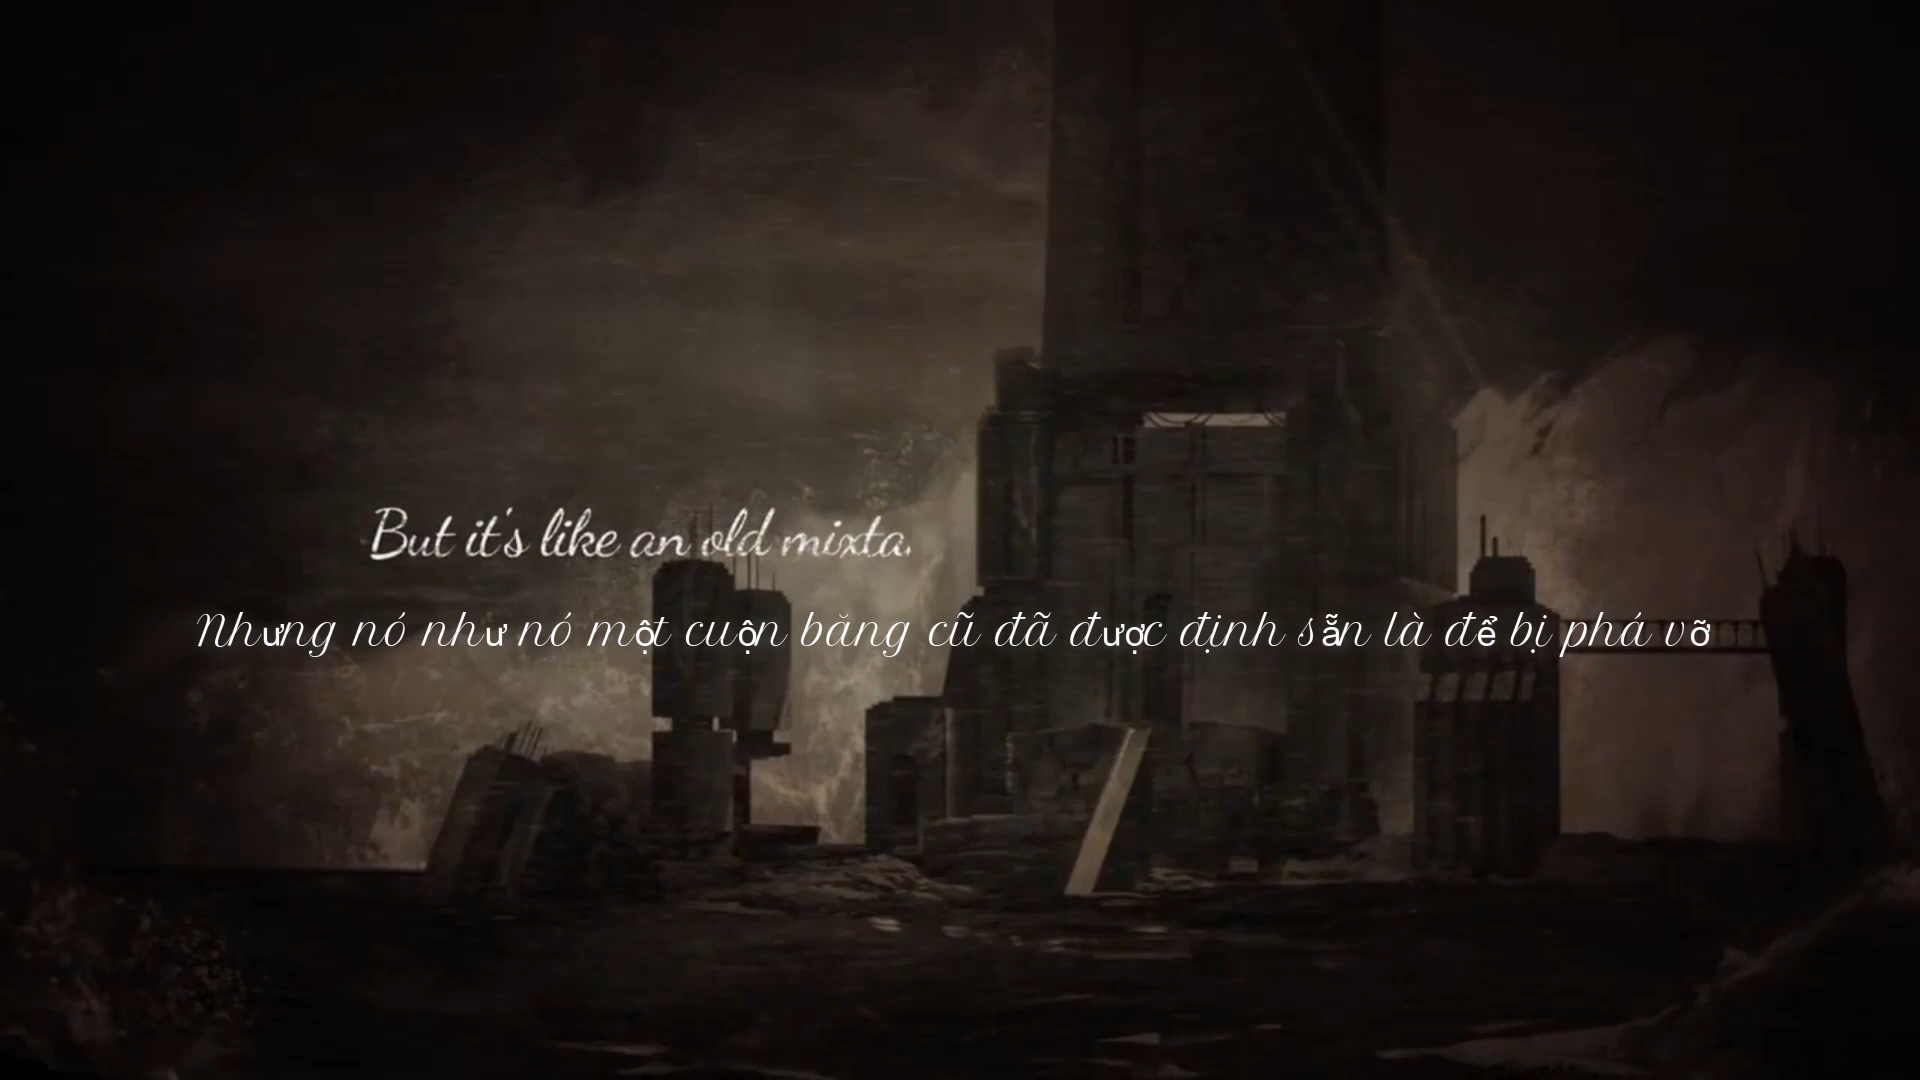 But it's like an old mixta.
Nhưng nó như nó một cuộn băng cũ đã được định sẵn là để bị phá vỡ